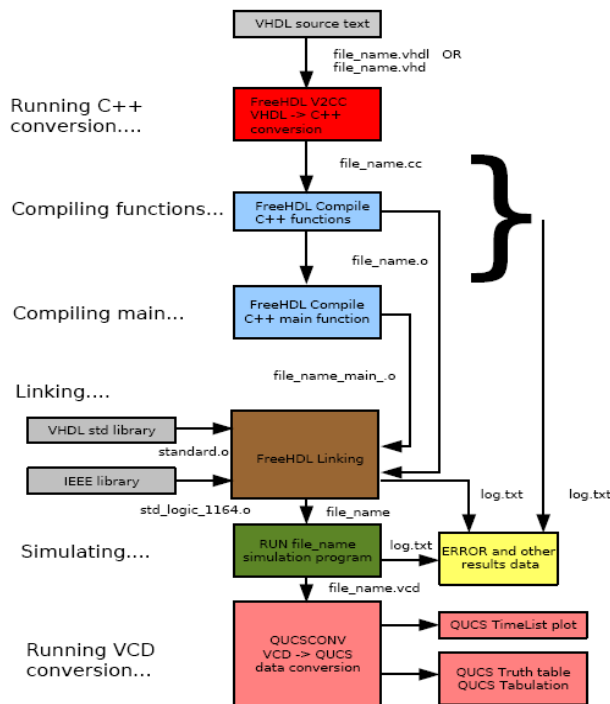 VHDL source text
file_name.vhdl OR
file_name.vhd
Running C++
conversion....
FreeHDL V2CC
VHDL -> C++
conversion
file_name.cc
Compiling functions...
FreeHDL Compile
C++ functions
}
file_name.o
Compiling main...
FreeHDL Compile
C++ main function
file_name_main_.o
Linking....
VHDL std library
standard.o
FreeHDL Linking
IEEE library
std_logic_1164.o
log.txt
log.txt
file_name
Simulating....
RUN file_name
simulation program
log.txt
ERROR and other
results data
file_name.vcd
Running VCD
conversion...
QUCSCONV
VCD -> QUCS
data conversion
QUCS TimeList plot
QUCS Truth table
QUCS Tabulation